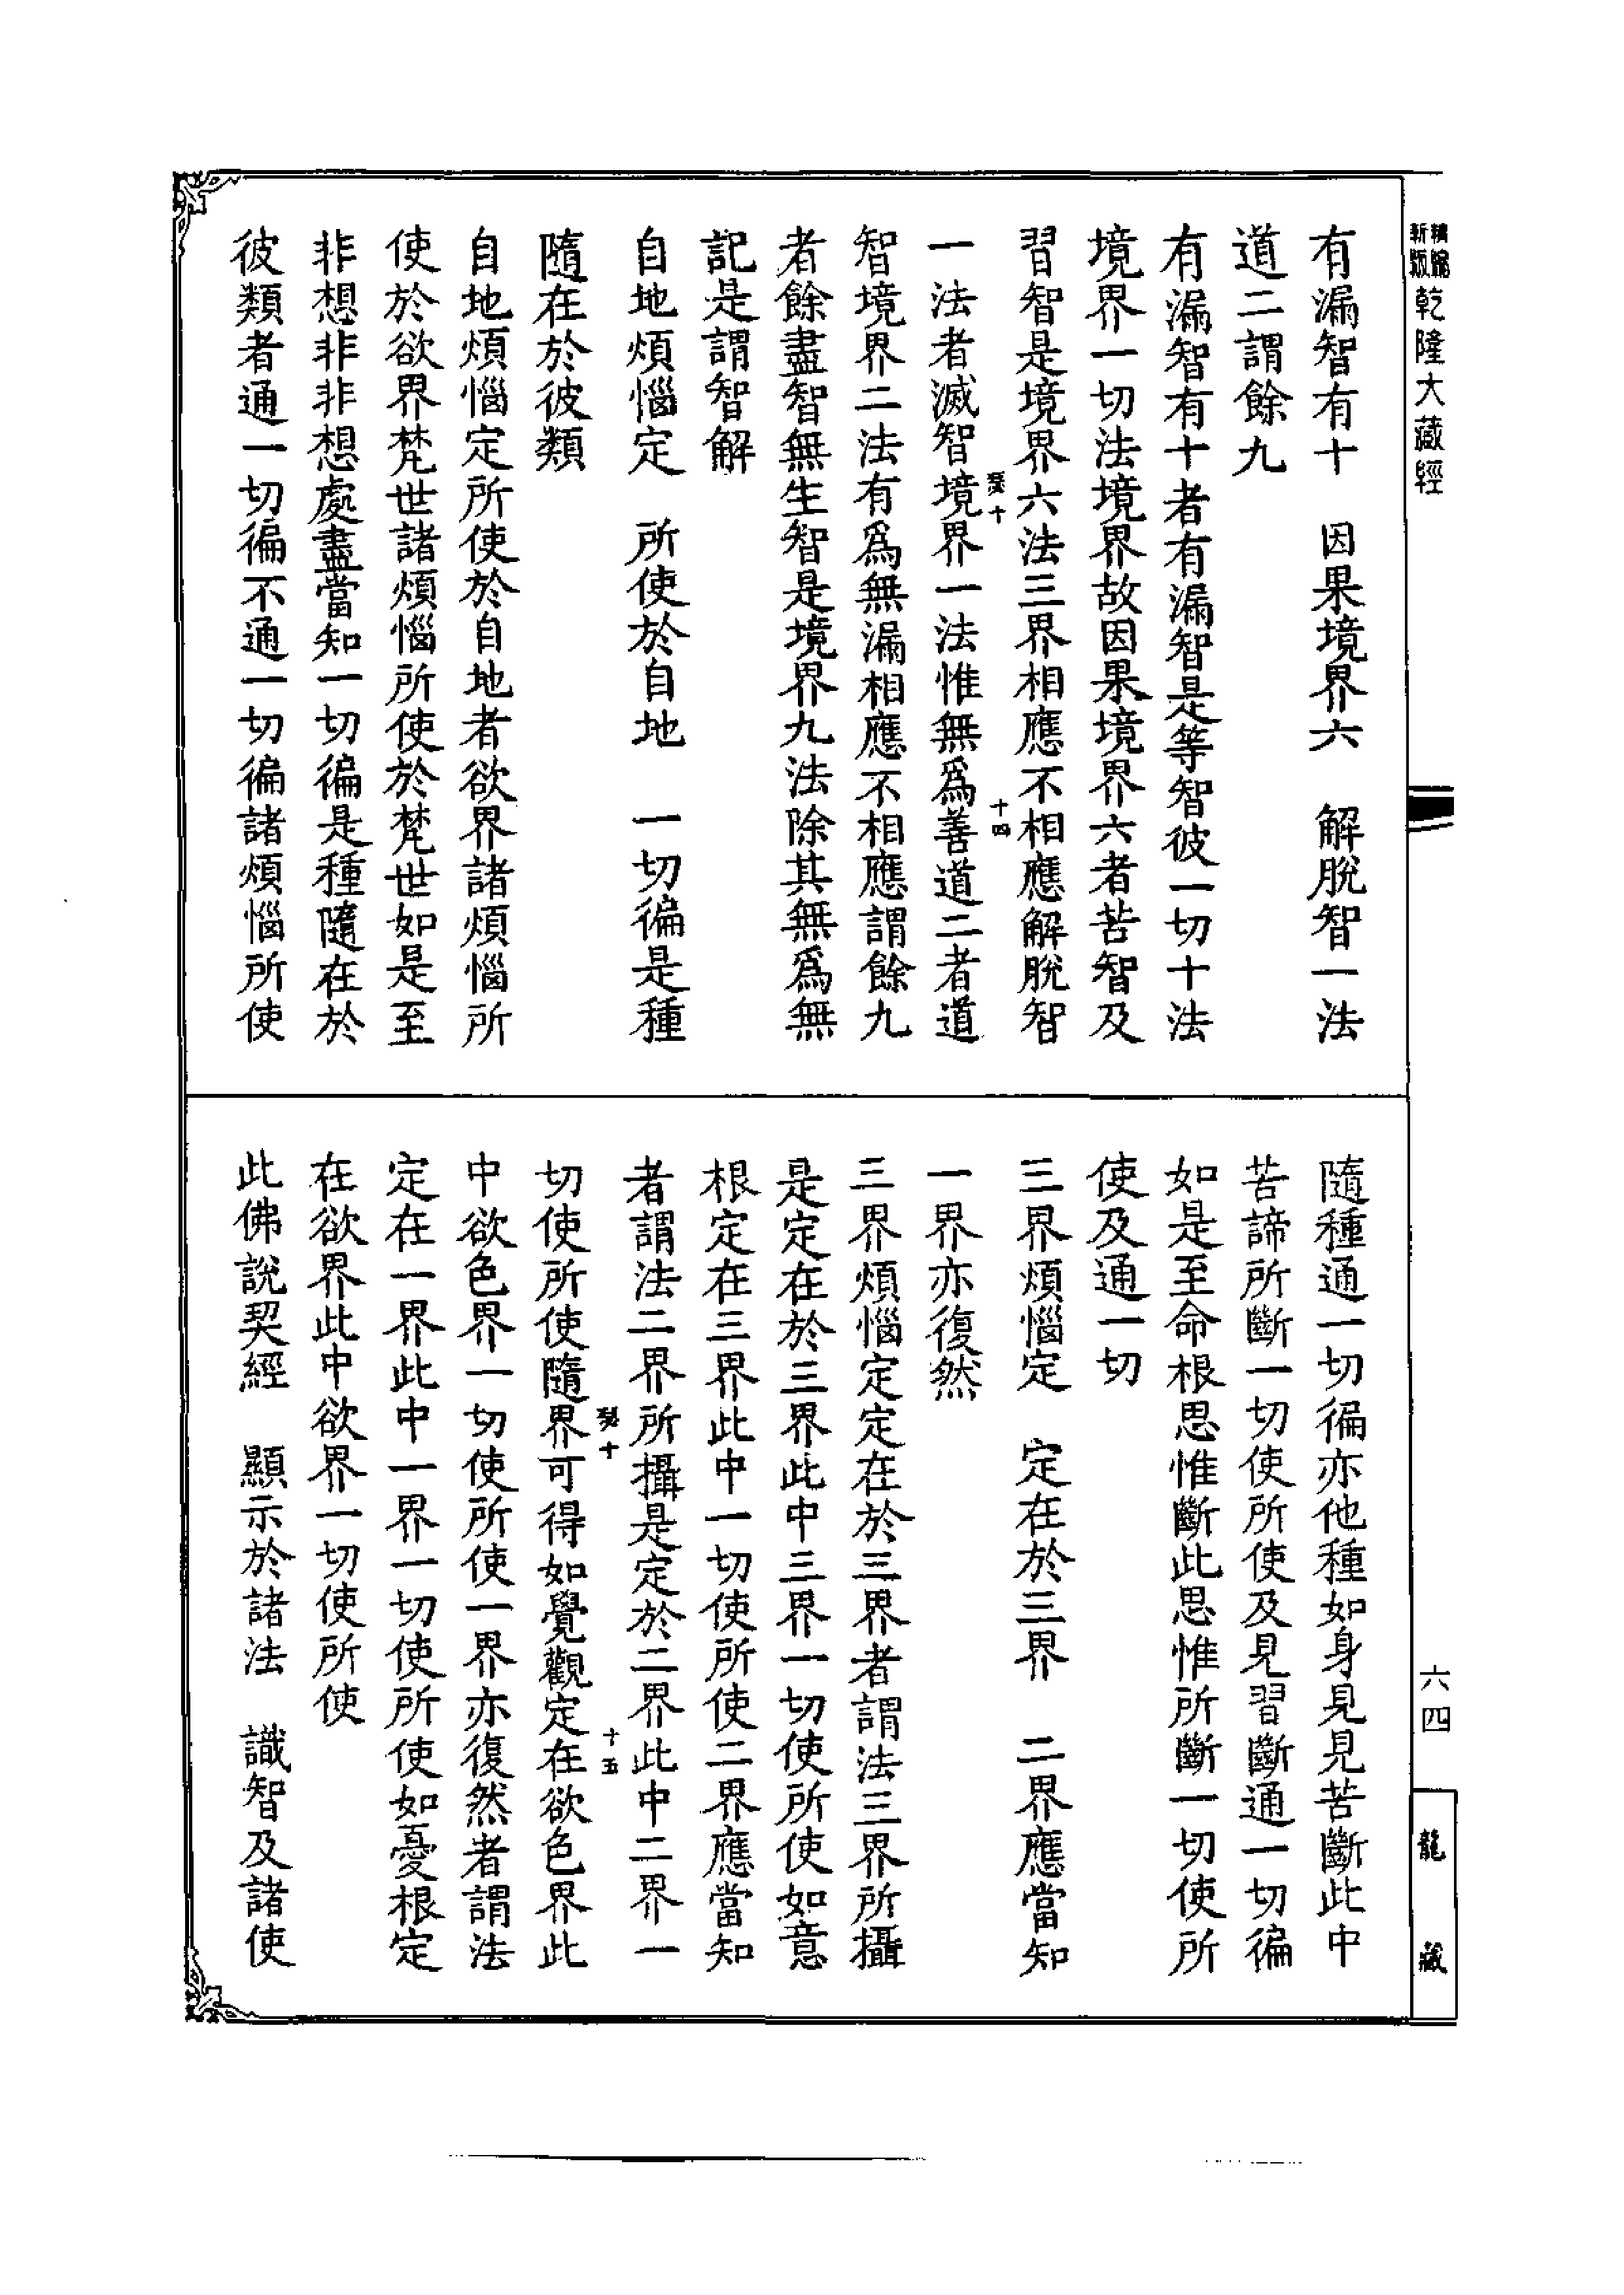 精編
新版
乾隆大藏經
六四
龍藏
有漏智有十　因果境界六　解脫智一法
道二謂餘九
有漏智有十者有漏智是等智彼一切十法
境界一切法境界故因果境界六者苦智及
習智是境界六法三界相應不相應解脫智
一法者滅智境界一法惟無爲善道二者道
癸十
十四
智境界二法有爲無漏相應不相應謂餘九
者餘盡智無生智是境界九法除其無爲無
記是謂智解
自地煩惱定　所使於自地　一切徧是種
隨在於彼類
自地煩惱定所使於自地者欲界諸煩惱所
使於欲界梵世諸煩惱所使於梵世如是至
非想非非想處盡當知一切徧是種隨在於
彼類者通一切徧不通一切徧諸煩惱所使
隨種通一切徧亦他種如身見見苦斷此中
苦諦所斷一切使所使及見習斷通一切徧
如是至命根思惟斷此思惟所斷一切使所
使及通一切
三界煩惱定　定在於三界　二界應當知
一界亦復然
三界煩惱定定在於三界者謂法三界所攝
是定在於三界此中三界一切使所使如意
根定在三界此中一切使所使二界應當知
者謂法二界所攝是定於二界此中二界一
切使所使隨界可得如覺觀定在欲色界此
癸十
十五
中欲色界一切使所使一界亦復然者謂法
定在一界此中一界一切使所使如憂根定
在欲界此中欲界一切使所使
此佛說契經　顯示於諸法　識智及諸使